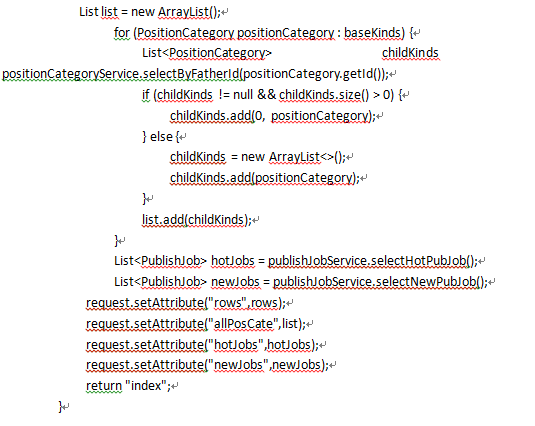 List list = new ArrayList();
for (PositionCategory positionCategory : baseKinds) {
List<PositionCategory> childKinds
positionCategoryService.selectByFatherId(positionCategory.getId());
if (childKinds != null && childKinds.size() > 0) {
childKinds.add(0, positionCategory);
} else {
childKinds = new ArrayList<>();
childKinds.add(positionCategory);
}
list.add(childKinds);
}
List<PublishJob> hotJobs = publishJobService.selectHotPubJob();
List<PublishJob> newJobs = publishJobService.selectNewPubJob();
request.setAttribute("rows",rows);
request.setAttribute("allPosCate",list);
request.setAttribute("hotJobs",hotJobs);
request.setAttribute("newJobs",newJobs);
return "index";
}